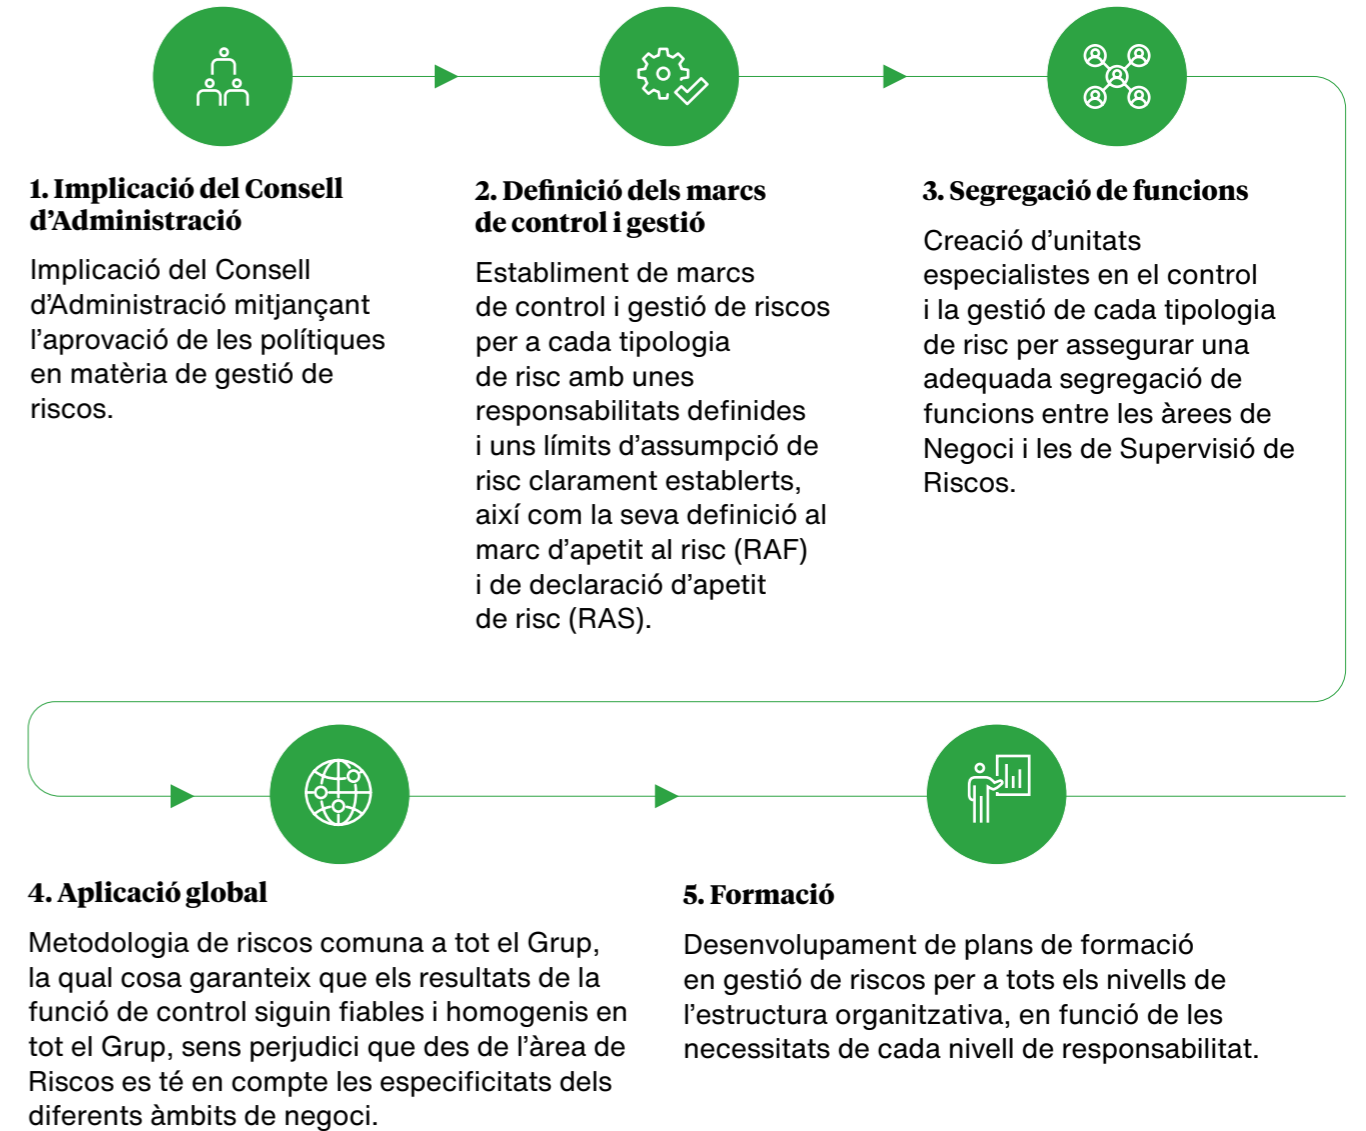 1. Implicació del Consell
d’Administració
Implicació del Consell
d’Administració mitjançant
l’aprovació de les polítiques
en matèria de gestió de
riscos.
2. Definició dels marcs
de control i gestió
Establiment de marcs
de control i gestió de riscos
per a cada tipologia
de risc amb unes
responsabilitats definides
i uns límits d’assumpció de
risc clarament establerts,
així com la seva definició al
marc d’apetit al risc (RAF)
i de declaració d’apetit
de risc (RAS).
3. Segregació de funcions
Creació d’unitats
especialistes en el control
i la gestió de cada tipologia
de risc per assegurar una
adequada segregació de
funcions entre les àrees de
Negoci i les de Supervisió de
Riscos.
4. Aplicació global
Metodologia de riscos comuna a tot el Grup,
la qual cosa garanteix que els resultats de la
funció de control siguin fiables i homogenis en
tot el Grup, sens perjudici que des de l’àrea de
Riscos es té en compte les especificitats dels
diferents àmbits de negoci.
5. Formació
Desenvolupament de plans de formació
en gestió de riscos per a tots els nivells de
l’estructura organitzativa, en funció de les
necessitats de cada nivell de responsabilitat.